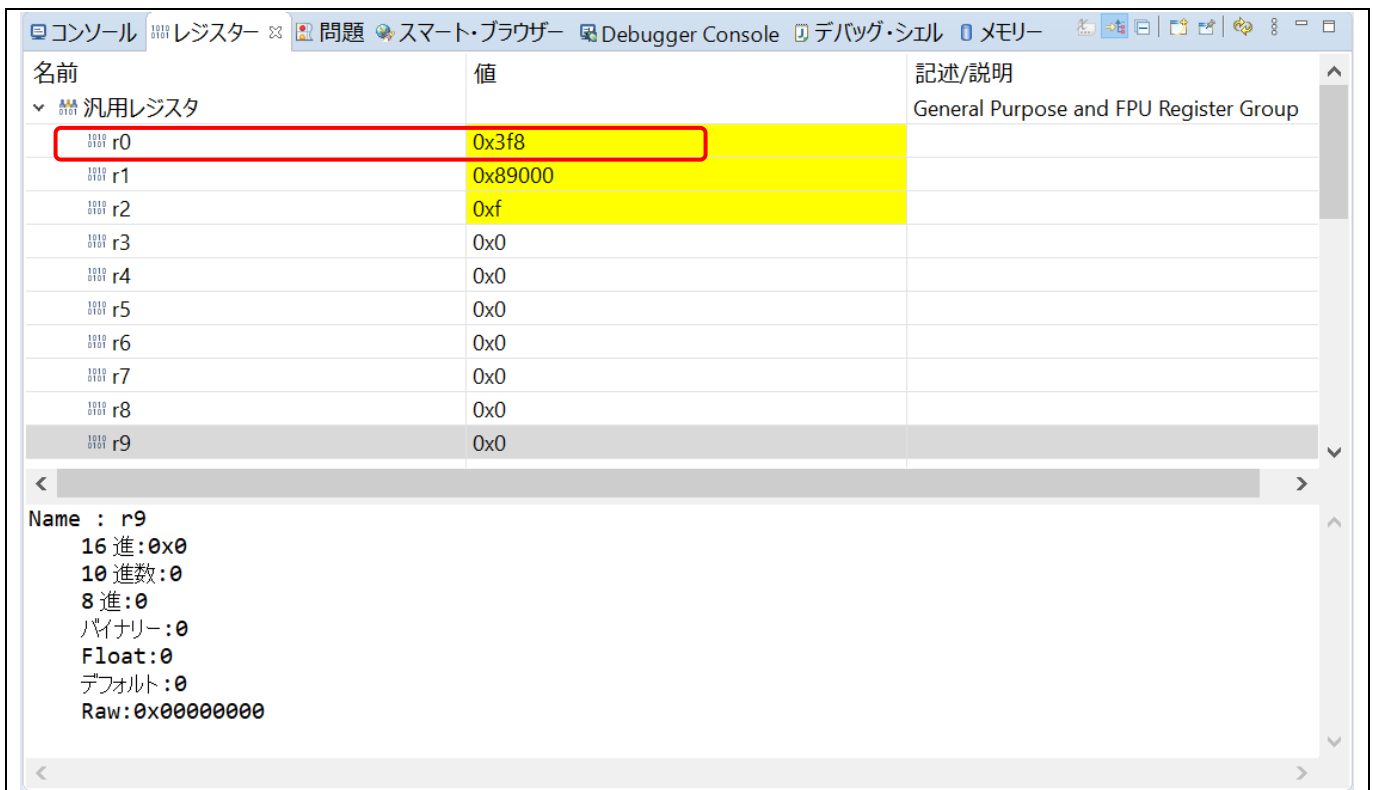 コンソール レジスター 問題 スマート・ブラウザー Debugger Console デバッグ・シェル メモリー
名前 値 記述/説明
汎用レジスタ General Purpose and FPU Register Group
r0 0x3f8
r1 0x89000
r2 0xf
r3 0x0
r4 0x0
r5 0x0
r6 0x0
r7 0x0
r8 0x0
r9 0x0
Name : r9
16進:0x0
10進数:0
8進:0
バイナリー:0
Float:0
デフォルト:0
Raw:0x00000000